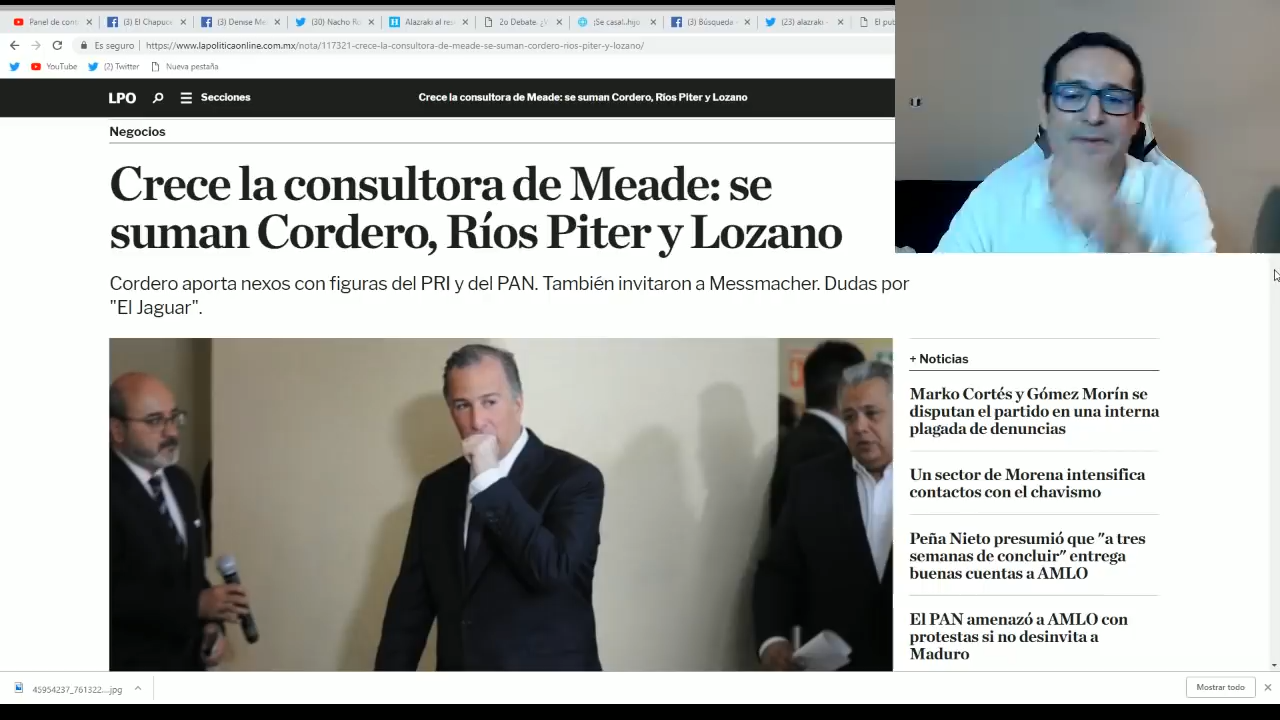 Panel de cont
(3) El Chapuce
(3) Denise Me
(30) Nacho Ro
Alazraki al res
2o Debate. ¿V
¡Se casa!..hijo
(3) Búsqueda -
(23) alazraki -
El pub
Es seguro
https://www.lapoliticaonline.com.mx/nota/117321-crece-la-consultora-de-meade-se-suman-cordero-rios-piter-y-lozano/
YouTube
(2) Twitter
Nueva pestaña
LPO
Secciones
Crece la consultora de Meade: se suman Cordero, Ríos Piter y Lozano
Negocios
Crece la consultora de Meade: se
suman Cordero, Ríos Piter y Lozano
Cordero aporta nexos con figuras del PRI y del PAN. También invitaron a Messmacher. Dudas por
"El Jaguar".
+ Noticias
Marko Cortés y Gómez Morín se
disputan el partido en una interna
plagada de denuncias
Un sector de Morena intensifica
contactos con el chavismo
Peña Nieto presumió que "a tres
semanas de concluir" entrega
buenas cuentas a AMLO
El PAN amenazó a AMLO con
protestas si no desinvita a
Maduro
45954237_761322....jpg
Mostrar todo